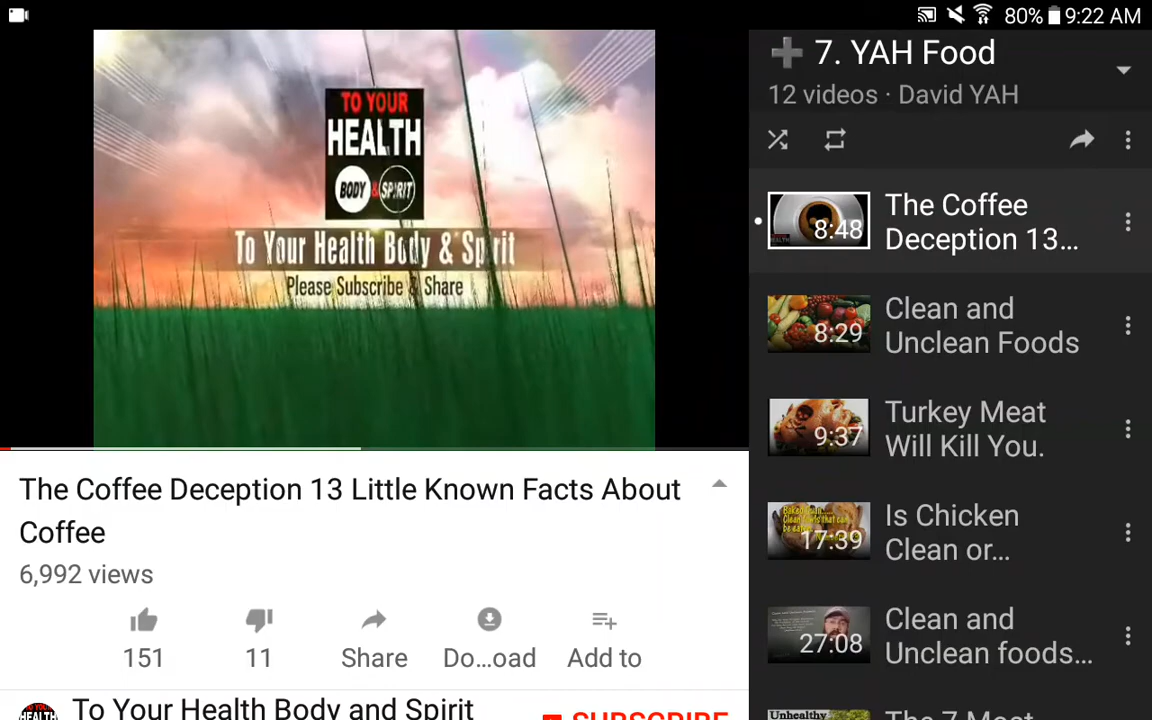 80% 9:22 AM
TO YOUR
HEALTH
BODY & SPIRIT
To Your Health Body & Spirit
Please Subscribe & Share
7. YAH Food
12 videos · David YAH
The Coffee
Deception 13...
8:48
Clean and
Unclean Foods
8:29
Turkey Meat
Will Kill You.
9:37
Is Chicken
Clean or...
17:39
Clean and
Unclean foods...
27:08
The 7 Most
Unhealthy
The Coffee Deception 13 Little Known Facts About
Coffee
6,992 views
151
11
Share
Do...oad
Add to
To Your Health Body and Spirit
SUBSCRIBE